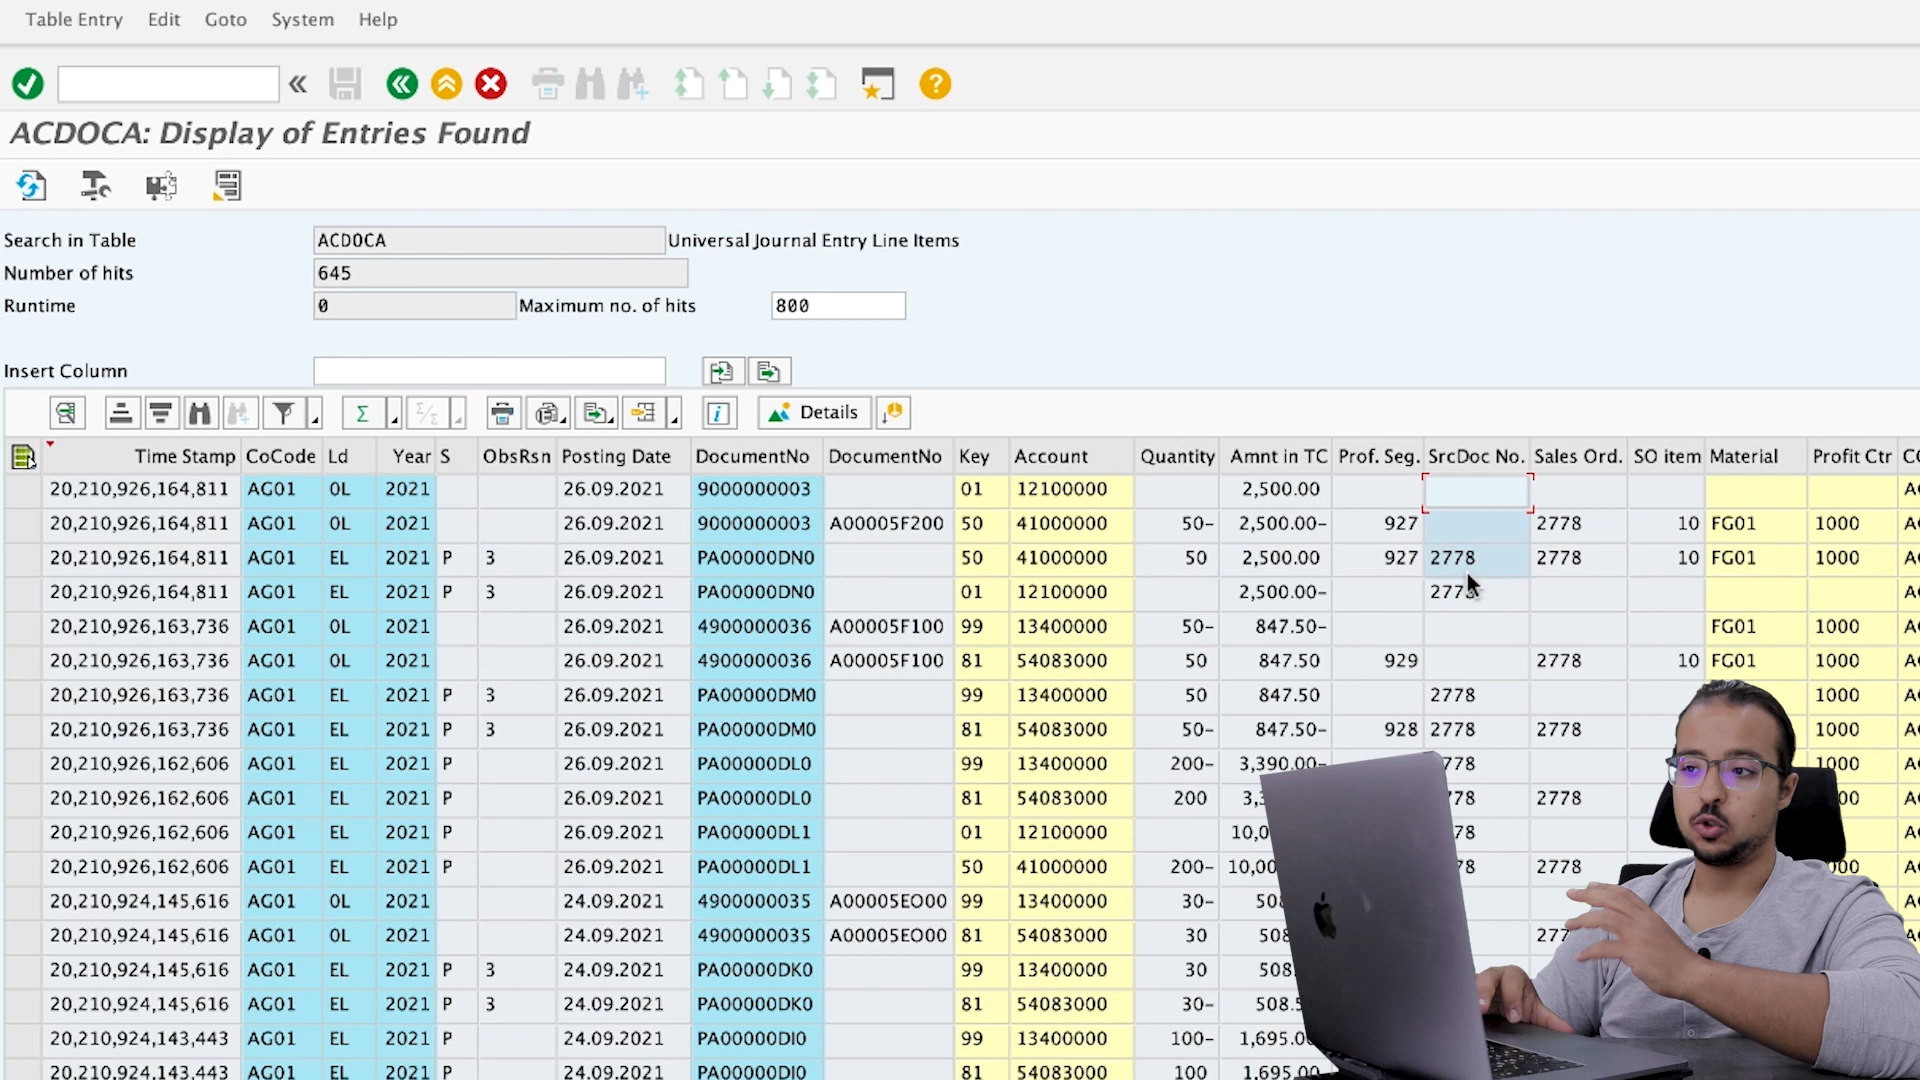 Table Entry Edit Goto System Help
ACDOCA: Display of Entries Found
Search in Table ACDOCA Universal Journal Entry Line Items
Number of hits 645
Runtime 0 Maximum no. of hits 800
Insert Column
Σ Details
Time Stamp CoCode Ld Year S ObsRsn Posting Date DocumentNo DocumentNo Key Account Quantity Amnt in TC Prof. Seg. SrcDoc No. Sales Ord. SO item Material Profit Ctr
20,210,926,164,811 AG01 0L 2021 26.09.2021 9000000003 01 12100000 2,500.00
20,210,926,164,811 AG01 0L 2021 26.09.2021 9000000003 A00005F200 50 41000000 50- 2,500.00- 927 2778 10 FG01 1000
20,210,926,164,811 AG01 EL 2021 P 3 26.09.2021 PA00000DN0 50 41000000 50 2,500.00 927 2778 2778 10 FG01 1000
20,210,926,164,811 AG01 EL 2021 P 3 26.09.2021 PA00000DN0 01 12100000 2,500.00- 2778
20,210,926,163,736 AG01 0L 2021 26.09.2021 4900000036 A00005F100 99 13400000 50- 847.50- FG01 1000
20,210,926,163,736 AG01 0L 2021 26.09.2021 4900000036 A00005F100 81 54083000 50 847.50 929 2778 10 FG01 1000
20,210,926,163,736 AG01 EL 2021 P 3 26.09.2021 PA00000DM0 99 13400000 50 847.50 2778 1000
20,210,926,163,736 AG01 EL 2021 P 3 26.09.2021 PA00000DM0 81 54083000 50- 847.50- 928 2778 2778 1000
20,210,926,162,606 AG01 EL 2021 P 26.09.2021 PA00000DL0 99 13400000 200- 3,390.00- 1000
20,210,926,162,606 AG01 EL 2021 P 26.09.2021 PA00000DL0 81 54083000 200 2778
20,210,926,162,606 AG01 EL 2021 P 26.09.2021 PA00000DL1 01 12100000
20,210,926,162,606 AG01 EL 2021 P 26.09.2021 PA00000DL1 50 41000000 200- 2778
20,210,924,145,616 AG01 0L 2021 24.09.2021 4900000035 A00005EO00 99 13400000 30-
20,210,924,145,616 AG01 0L 2021 24.09.2021 4900000035 A00005EO00 81 54083000 30
20,210,924,145,616 AG01 EL 2021 P 3 24.09.2021 PA00000DK0 99 13400000 30
20,210,924,145,616 AG01 EL 2021 P 3 24.09.2021 PA00000DK0 81 54083000 30-
20,210,924,143,443 AG01 EL 2021 P 24.09.2021 PA00000DI0 99 13400000 100-
20,210,924,143,443 AG01 EL 2021 P 24.09.2021 PA00000DI0 81 54083000 100 1,695.00